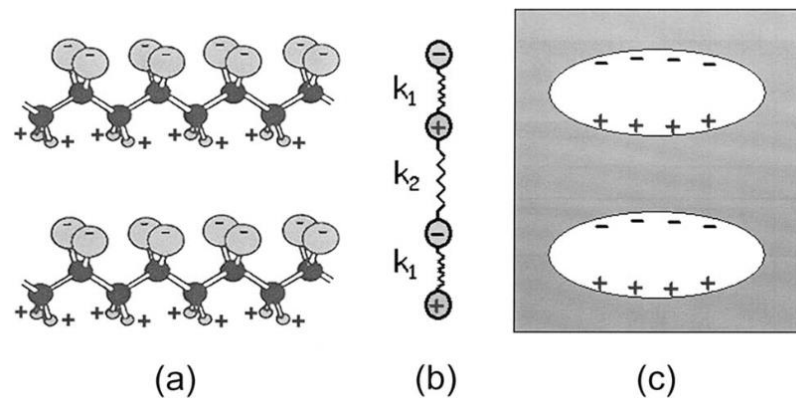 - - - - - - - -
+ + + + + + + +
- - - - - - - -
+ + + + + + + +
-
k₁
+
k₂
-
k₁
+
- - - -
+ + + +
- - - -
+ + + +
(a) (b) (c)